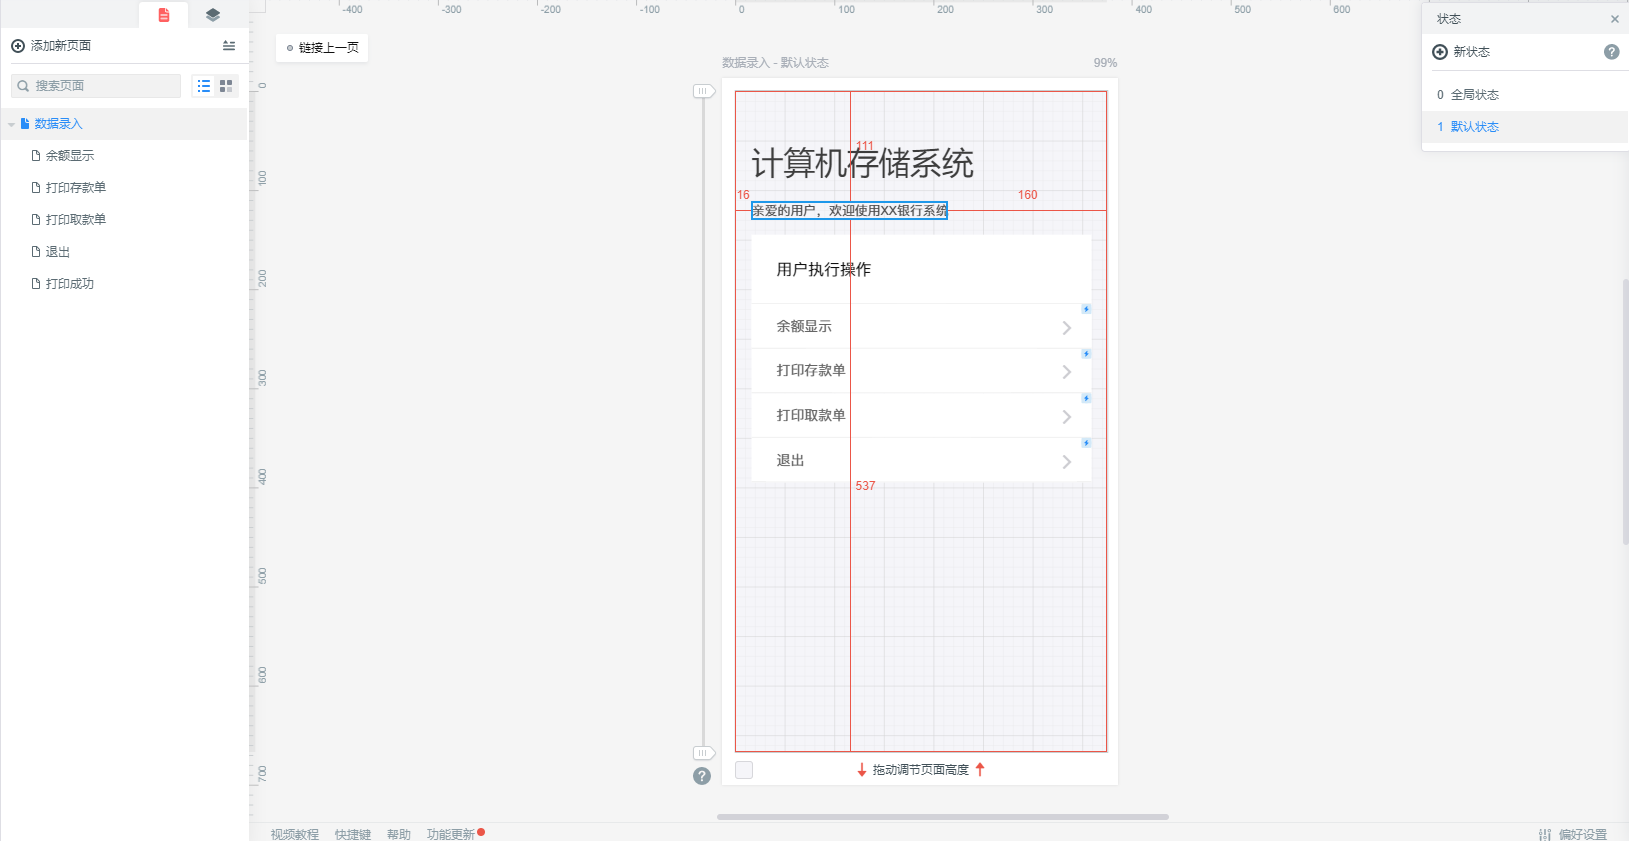 添加新页面
搜索页面
数据录入
余额显示
打印存款单
打印取款单
退出
打印成功
-400
-300
-200
-100
0
100
200
300
400
500
600
链接上一页
0
100
200
300
400
500
600
700
数据录入 - 默认状态
99%
111
计算机存储系统
16
160
亲爱的用户，欢迎使用XX银行系统
用户执行操作
余额显示
打印存款单
打印取款单
退出
537
拖动调节页面高度
?
状态
×
新状态
?
0 全局状态
1 默认状态
视频教程 快捷键 帮助 功能更新
偏好设置